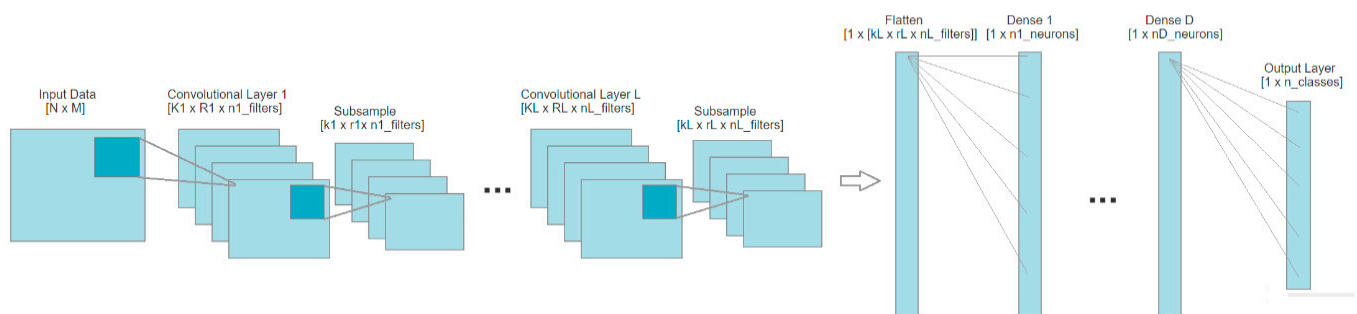 Input Data
[N x M]
Convolutional Layer 1
[K1 x R1 x n1_filters]
Subsample
[k1 x r1x n1_filters]
...
Convolutional Layer L
[KL x RL x nL_filters]
Subsample
[kL x rL x nL_filters]
Flatten
[1 x [kL x rL x nL_filters]]
Dense 1
[1 x n1_neurons]
...
Dense D
[1 x nD_neurons]
Output Layer
[1 x n_classes]